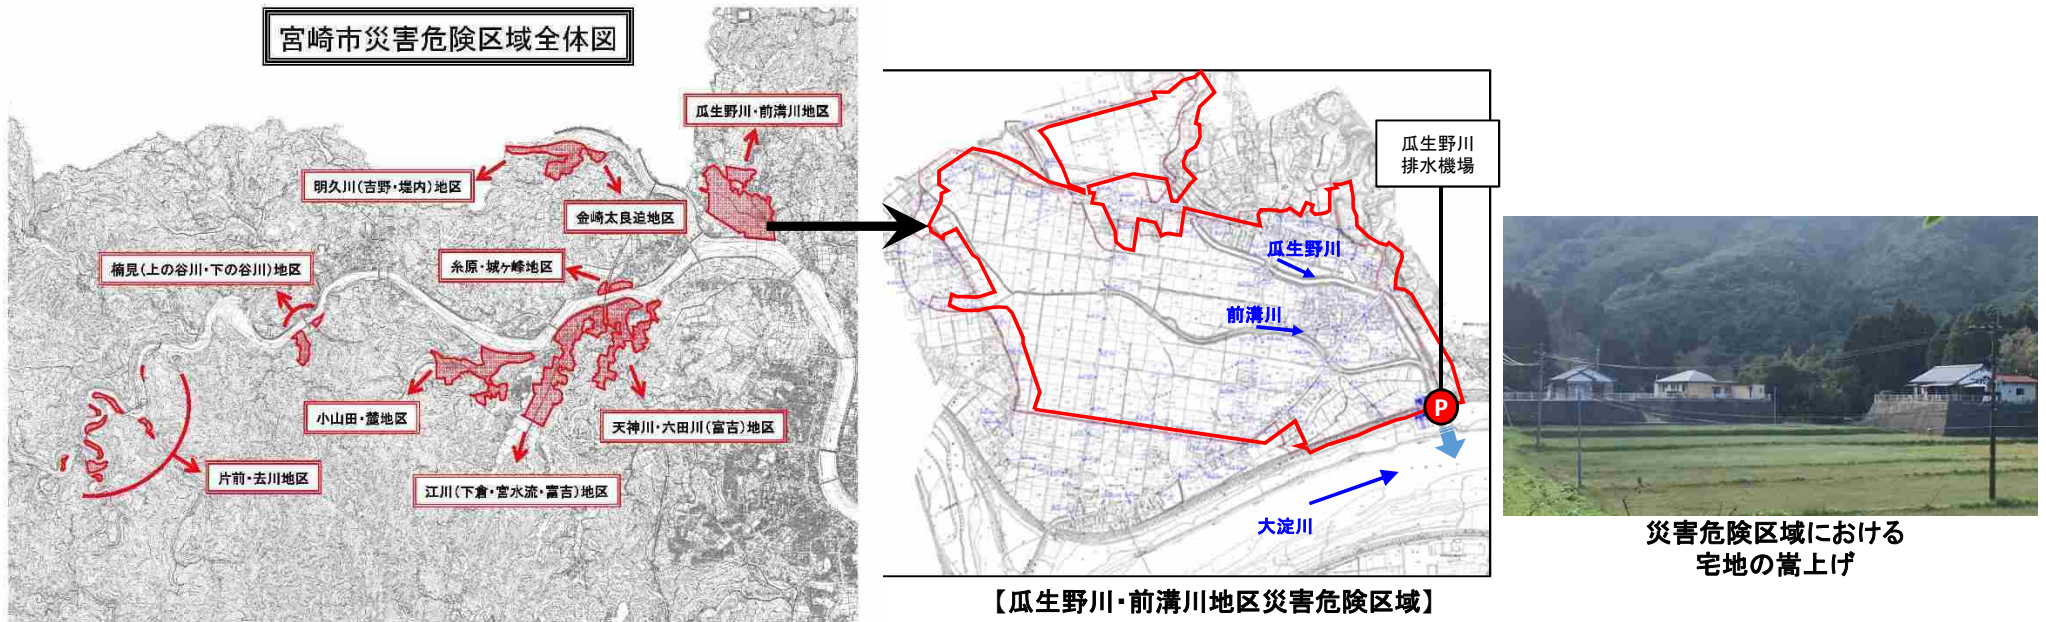 宮崎市災害危険区域全体図
瓜生野川・前溝川地区
明久川(吉野・堤内)地区
金崎太良迫地区
楠見(上の谷川・下の谷川)地区
糸原・城ヶ峰地区
小山田・麓地区
天神川・六田川(富吉)地区
片前・去川地区
江川(下倉・宮水流・富吉)地区
瓜生野川
排水機場
瓜生野川
前溝川
P
大淀川
【瓜生野川・前溝川地区災害危険区域】
災害危険区域における
宅地の嵩上げ